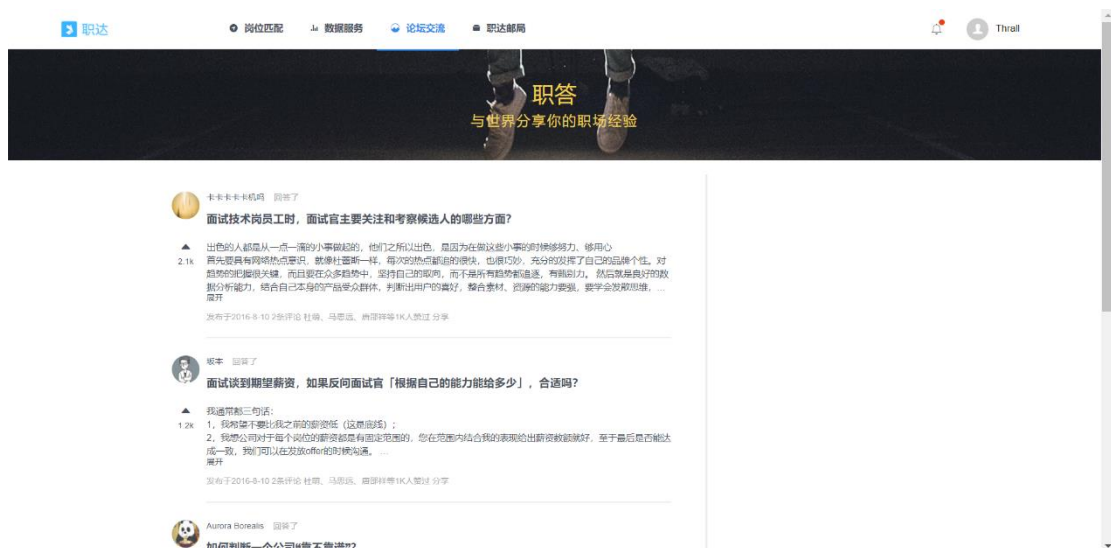 职达
岗位匹配
数据服务
论坛交流
职达邮局
Thrall
职答
与世界分享你的职场经验
卡卡卡卡卡机吗 回答了
面试技术岗员工时，面试官主要关注和考察候选人的哪些方面？
2.1k
出色的人都是从一点一滴的小事做起的，他们之所以出色，是因为在做这些小事的时候够努力、够用心
首先要具有网络热点意识，就像杜蕾斯一样，每次的热点都追的很快，也很巧妙，充分的发挥了自己的品牌个性。对
趋势的把握很关键，而且要在众多趋势中，坚持自己的取向，而不是所有趋势都追逐，有甄别力。 然后就是良好的数
据分析能力，结合自己本身的产品受众群体，判断出用户的喜好，整合素材、资源的能力要强，要学会发散思维，...
展开
发布于2016-8-10 2条评论 杜萌、马思远、唐邵祥等1K人赞过 分享
坂本 回答了
面试谈到期望薪资，如果反问面试官「根据自己的能力能给多少」，合适吗？
1.2k
我通常都三句话：
1，我希望不要比我之前的薪资低（这是底线）；
2，我想公司对于每个岗位的薪资都是有固定范围的，您在范围内结合我的表现给出薪资数额就好，至于最后是否能达
成一致，我们可以在发放offer的时候沟通。 ...
展开
发布于2016-8-10 2条评论 杜萌、马思远、唐邵祥等1K人赞过 分享
Aurora Borealis 回答了
如何判断一个公司“靠不靠谱”？